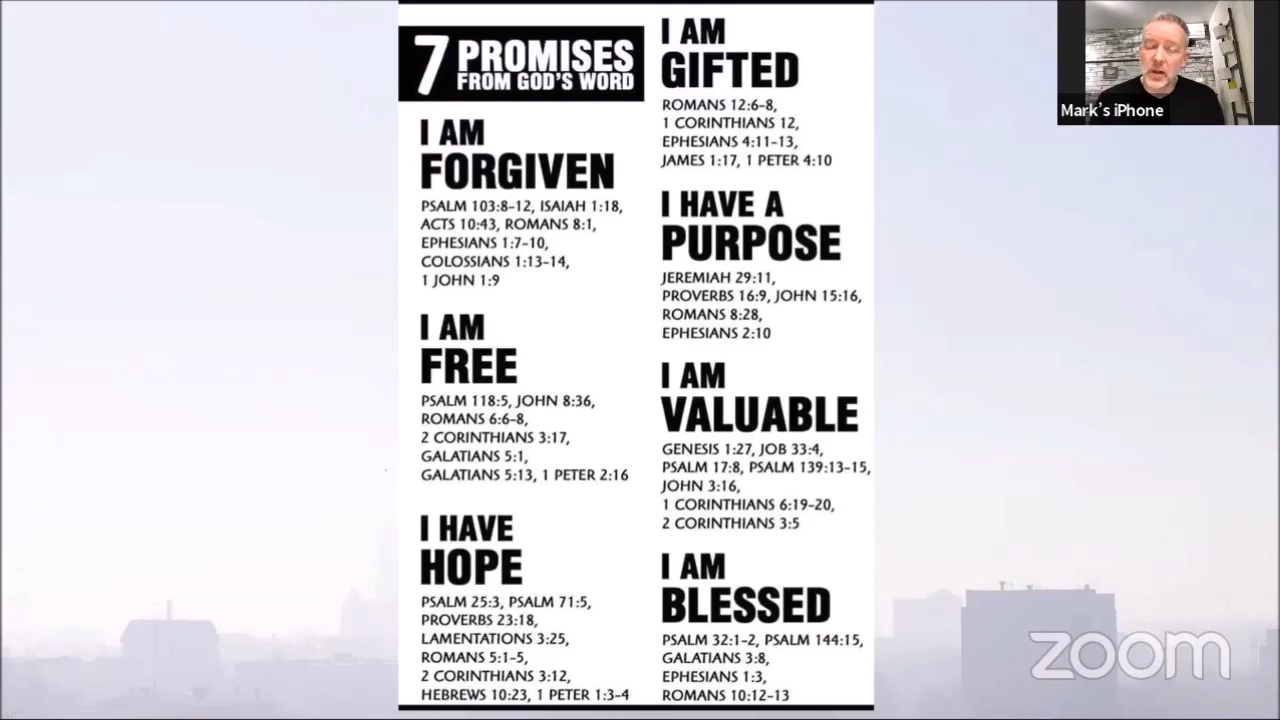 7 PROMISES
FROM GOD'S WORD
I AM
FORGIVEN
PSALM 103:8-12, ISAIAH 1:18,
ACTS 10:43, ROMANS 8:1,
EPHESIANS 1:7-10,
COLOSSIANS 1:13-14,
1 JOHN 1:9
I AM
FREE
PSALM 118:5, JOHN 8:36,
ROMANS 6:6-8,
2 CORINTHIANS 3:17,
GALATIANS 5:1,
GALATIANS 5:13, 1 PETER 2:16
I HAVE
HOPE
PSALM 25:3, PSALM 71:5,
PROVERBS 23:18,
LAMENTATIONS 3:25,
ROMANS 5:1-5,
2 CORINTHIANS 3:12,
HEBREWS 10:23, 1 PETER 1:3-4
I AM
GIFTED
ROMANS 12:6-8,
1 CORINTHIANS 12,
EPHESIANS 4:11-13,
JAMES 1:17, 1 PETER 4:10
I HAVE A
PURPOSE
JEREMIAH 29:11,
PROVERBS 16:9, JOHN 15:16,
ROMANS 8:28,
EPHESIANS 2:10
I AM
VALUABLE
GENESIS 1:27, JOB 33:4,
PSALM 17:8, PSALM 139:13-15,
JOHN 3:16,
1 CORINTHIANS 6:19-20,
2 CORINTHIANS 3:5
I AM
BLESSED
PSALM 32:1-2, PSALM 144:15,
GALATIANS 3:8,
EPHESIANS 1:3,
ROMANS 10:12-13
Mark's iPhone
zoom